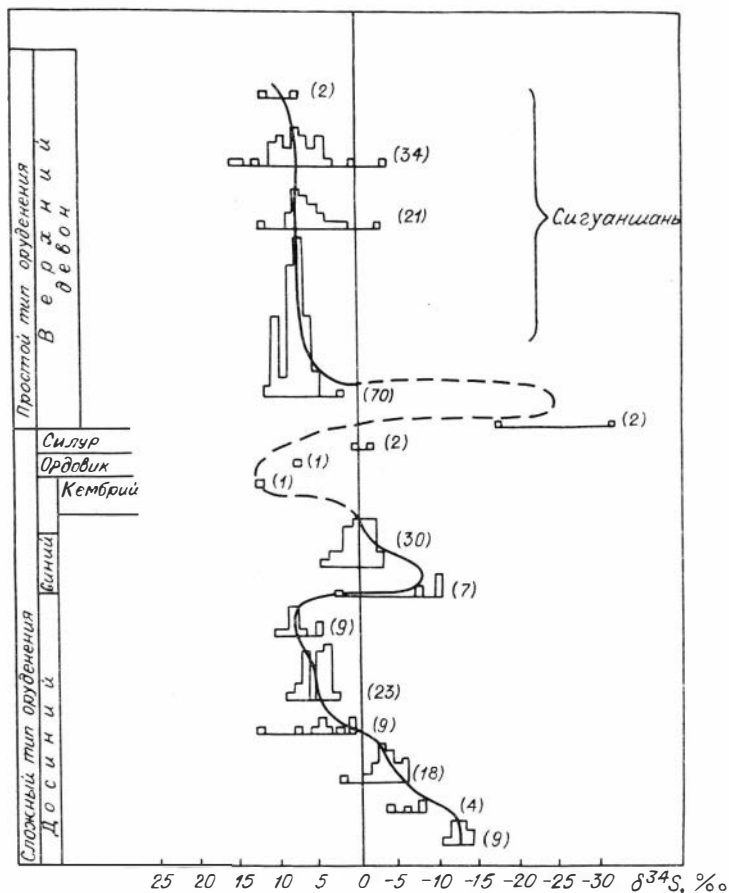 Простой тип оруденения
Верхний
девон
(2)
(34)
(21)
Сигуаншань
(70)
(2)
Силур
(2)
Ордовик
(1)
Кембрий
(1)
Сложный тип оруденения
Синий
(30)
(7)
Досиний
(9)
(23)
(9)
(18)
(4)
(9)
25 20 15 10 5 0 -5 -10 -15 -20 -25 -30 δ³⁴S, ‰